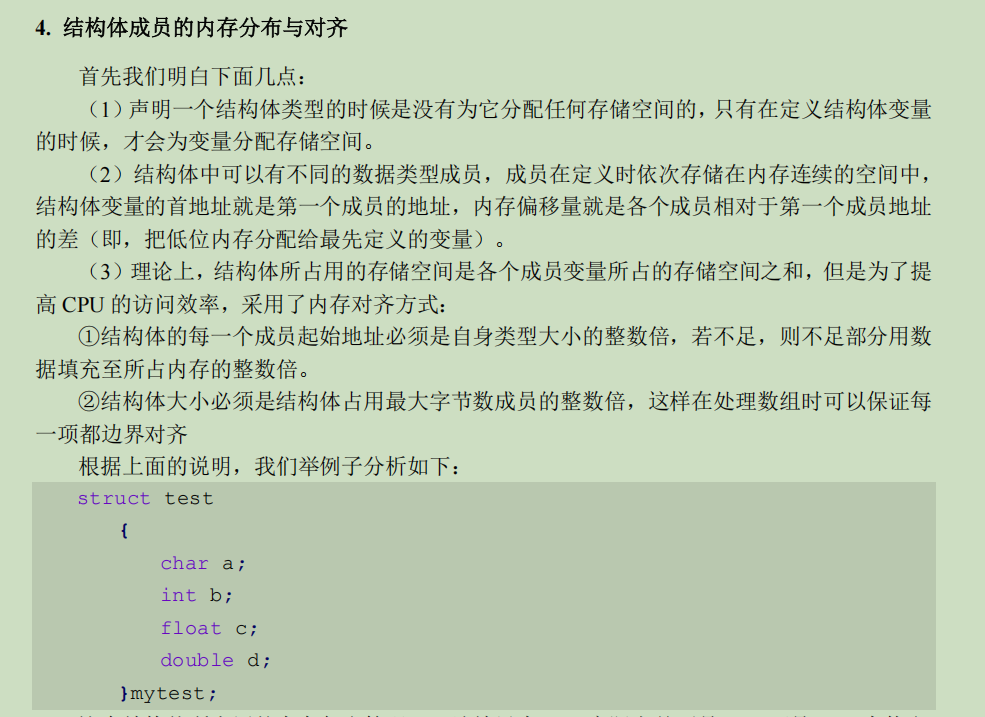 4. 结构体成员的内存分布与对齐
首先我们明白下面几点：
（1）声明一个结构体类型的时候是没有为它分配任何存储空间的，只有在定义结构体变量
的时候，才会为变量分配存储空间。
（2）结构体中可以有不同的数据类型成员，成员在定义时依次存储在内存连续的空间中，
结构体变量的首地址就是第一个成员的地址，内存偏移量就是各个成员相对于第一个成员地址
的差（即，把低位内存分配给最先定义的变量）。
（3）理论上，结构体所占用的存储空间是各个成员变量所占的存储空间之和，但是为了提
高 CPU 的访问效率，采用了内存对齐方式：
①结构体的每一个成员起始地址必须是自身类型大小的整数倍，若不足，则不足部分用数
据填充至所占内存的整数倍。
②结构体大小必须是结构体占用最大字节数成员的整数倍，这样在处理数组时可以保证每
一项都边界对齐
根据上面的说明，我们举例子分析如下：
struct test
{
char a;
int b;
float c;
double d;
}mytest;